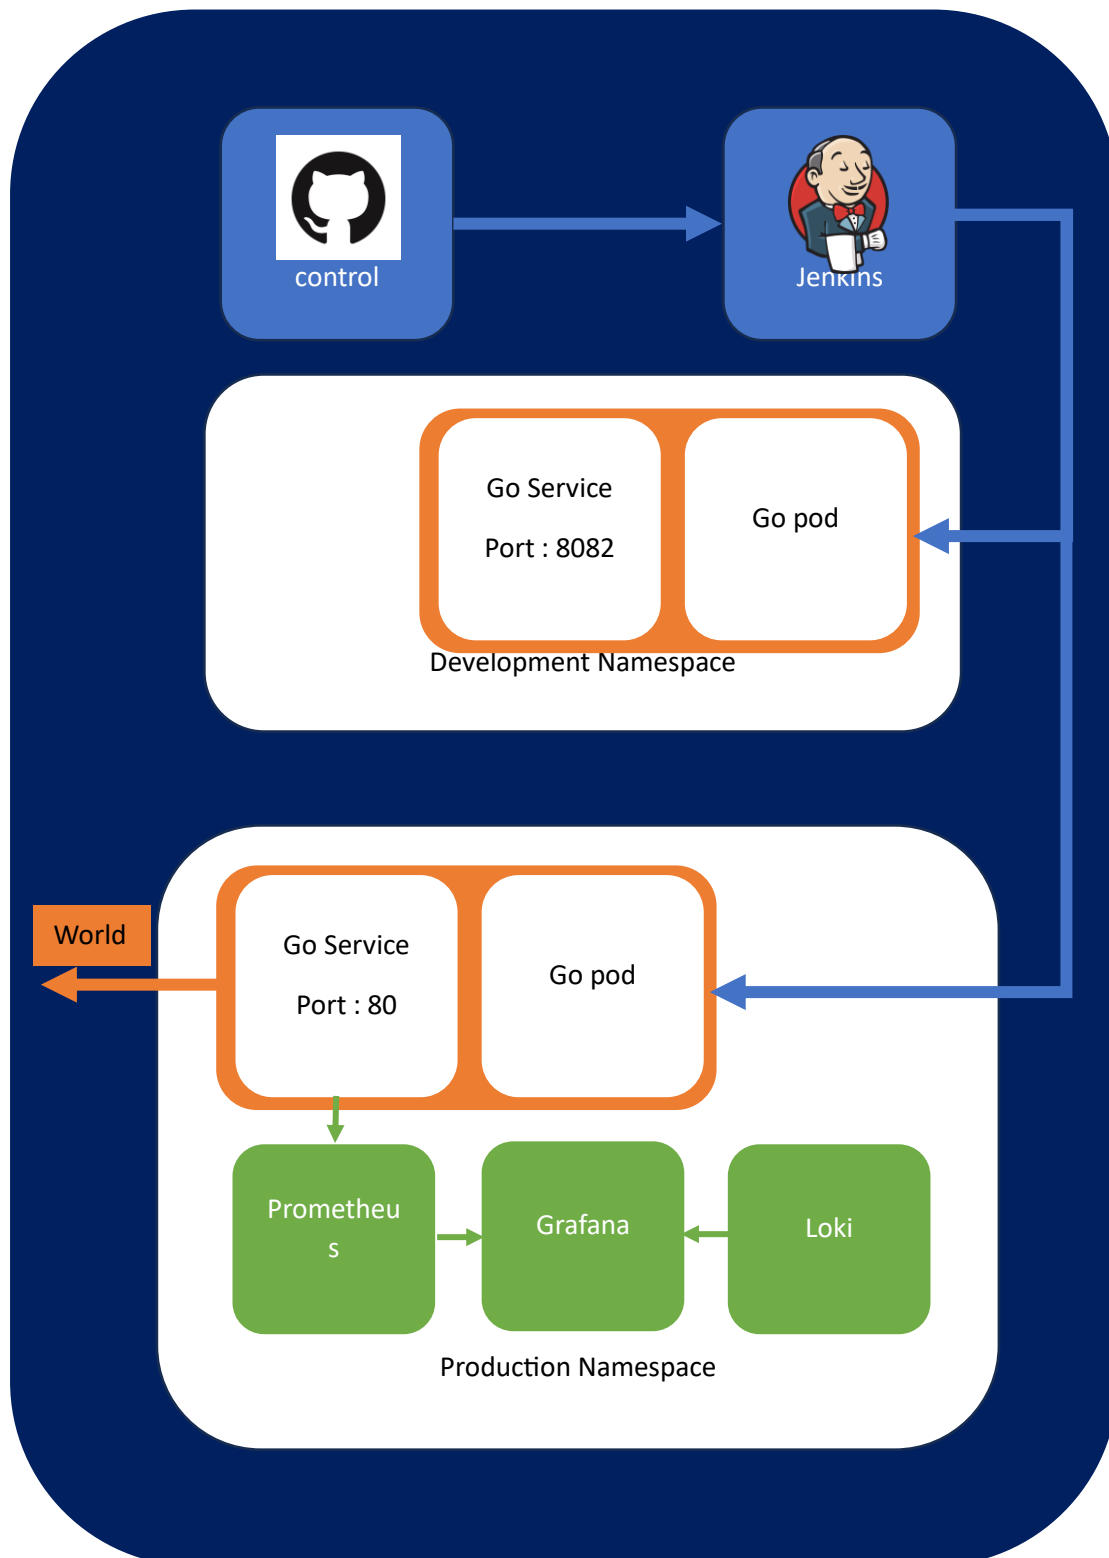 control
Jenkins
Go Service
Port : 8082
Go pod
Development Namespace
World
Go Service
Port : 80
Go pod
Prometheu
s
Grafana
Loki
Production Namespace